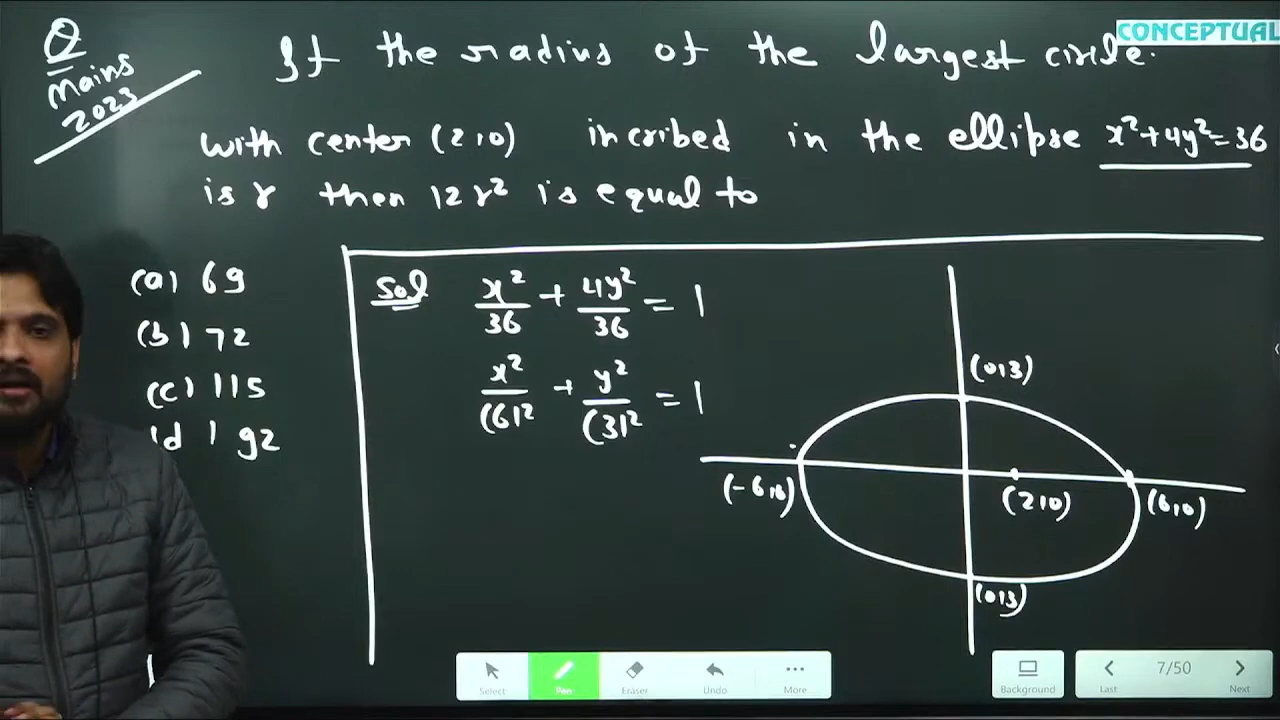 CONCEPTUAL
Q
Mains
2023
If the radius of the largest circle.
with center (2,0) incribed in the ellipse x²+4y²=36
is r then 12r² is equal to
(a) 69
(b) 72
(c) 115
(d) 92
Sol x²/36 + 4y²/36 = 1
x²/(6)² + y²/(3)² = 1
(0,3)
(-6,0)
(2,0)
(6,0)
(0,3)
Select
Pen
Eraser
Undo
More
Background
Last
7/50
Next